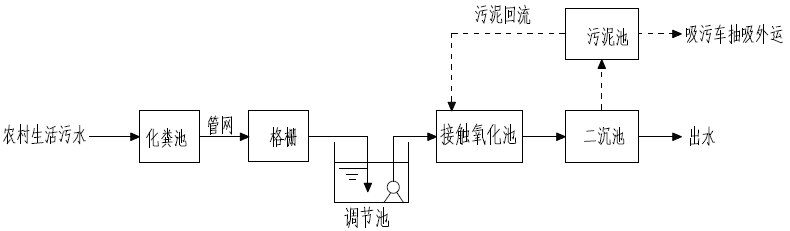 污泥回流
污泥池
吸污车抽吸外运
农村生活污水
化粪池
管网
格栅
接触氧化池
二沉池
出水
调节池